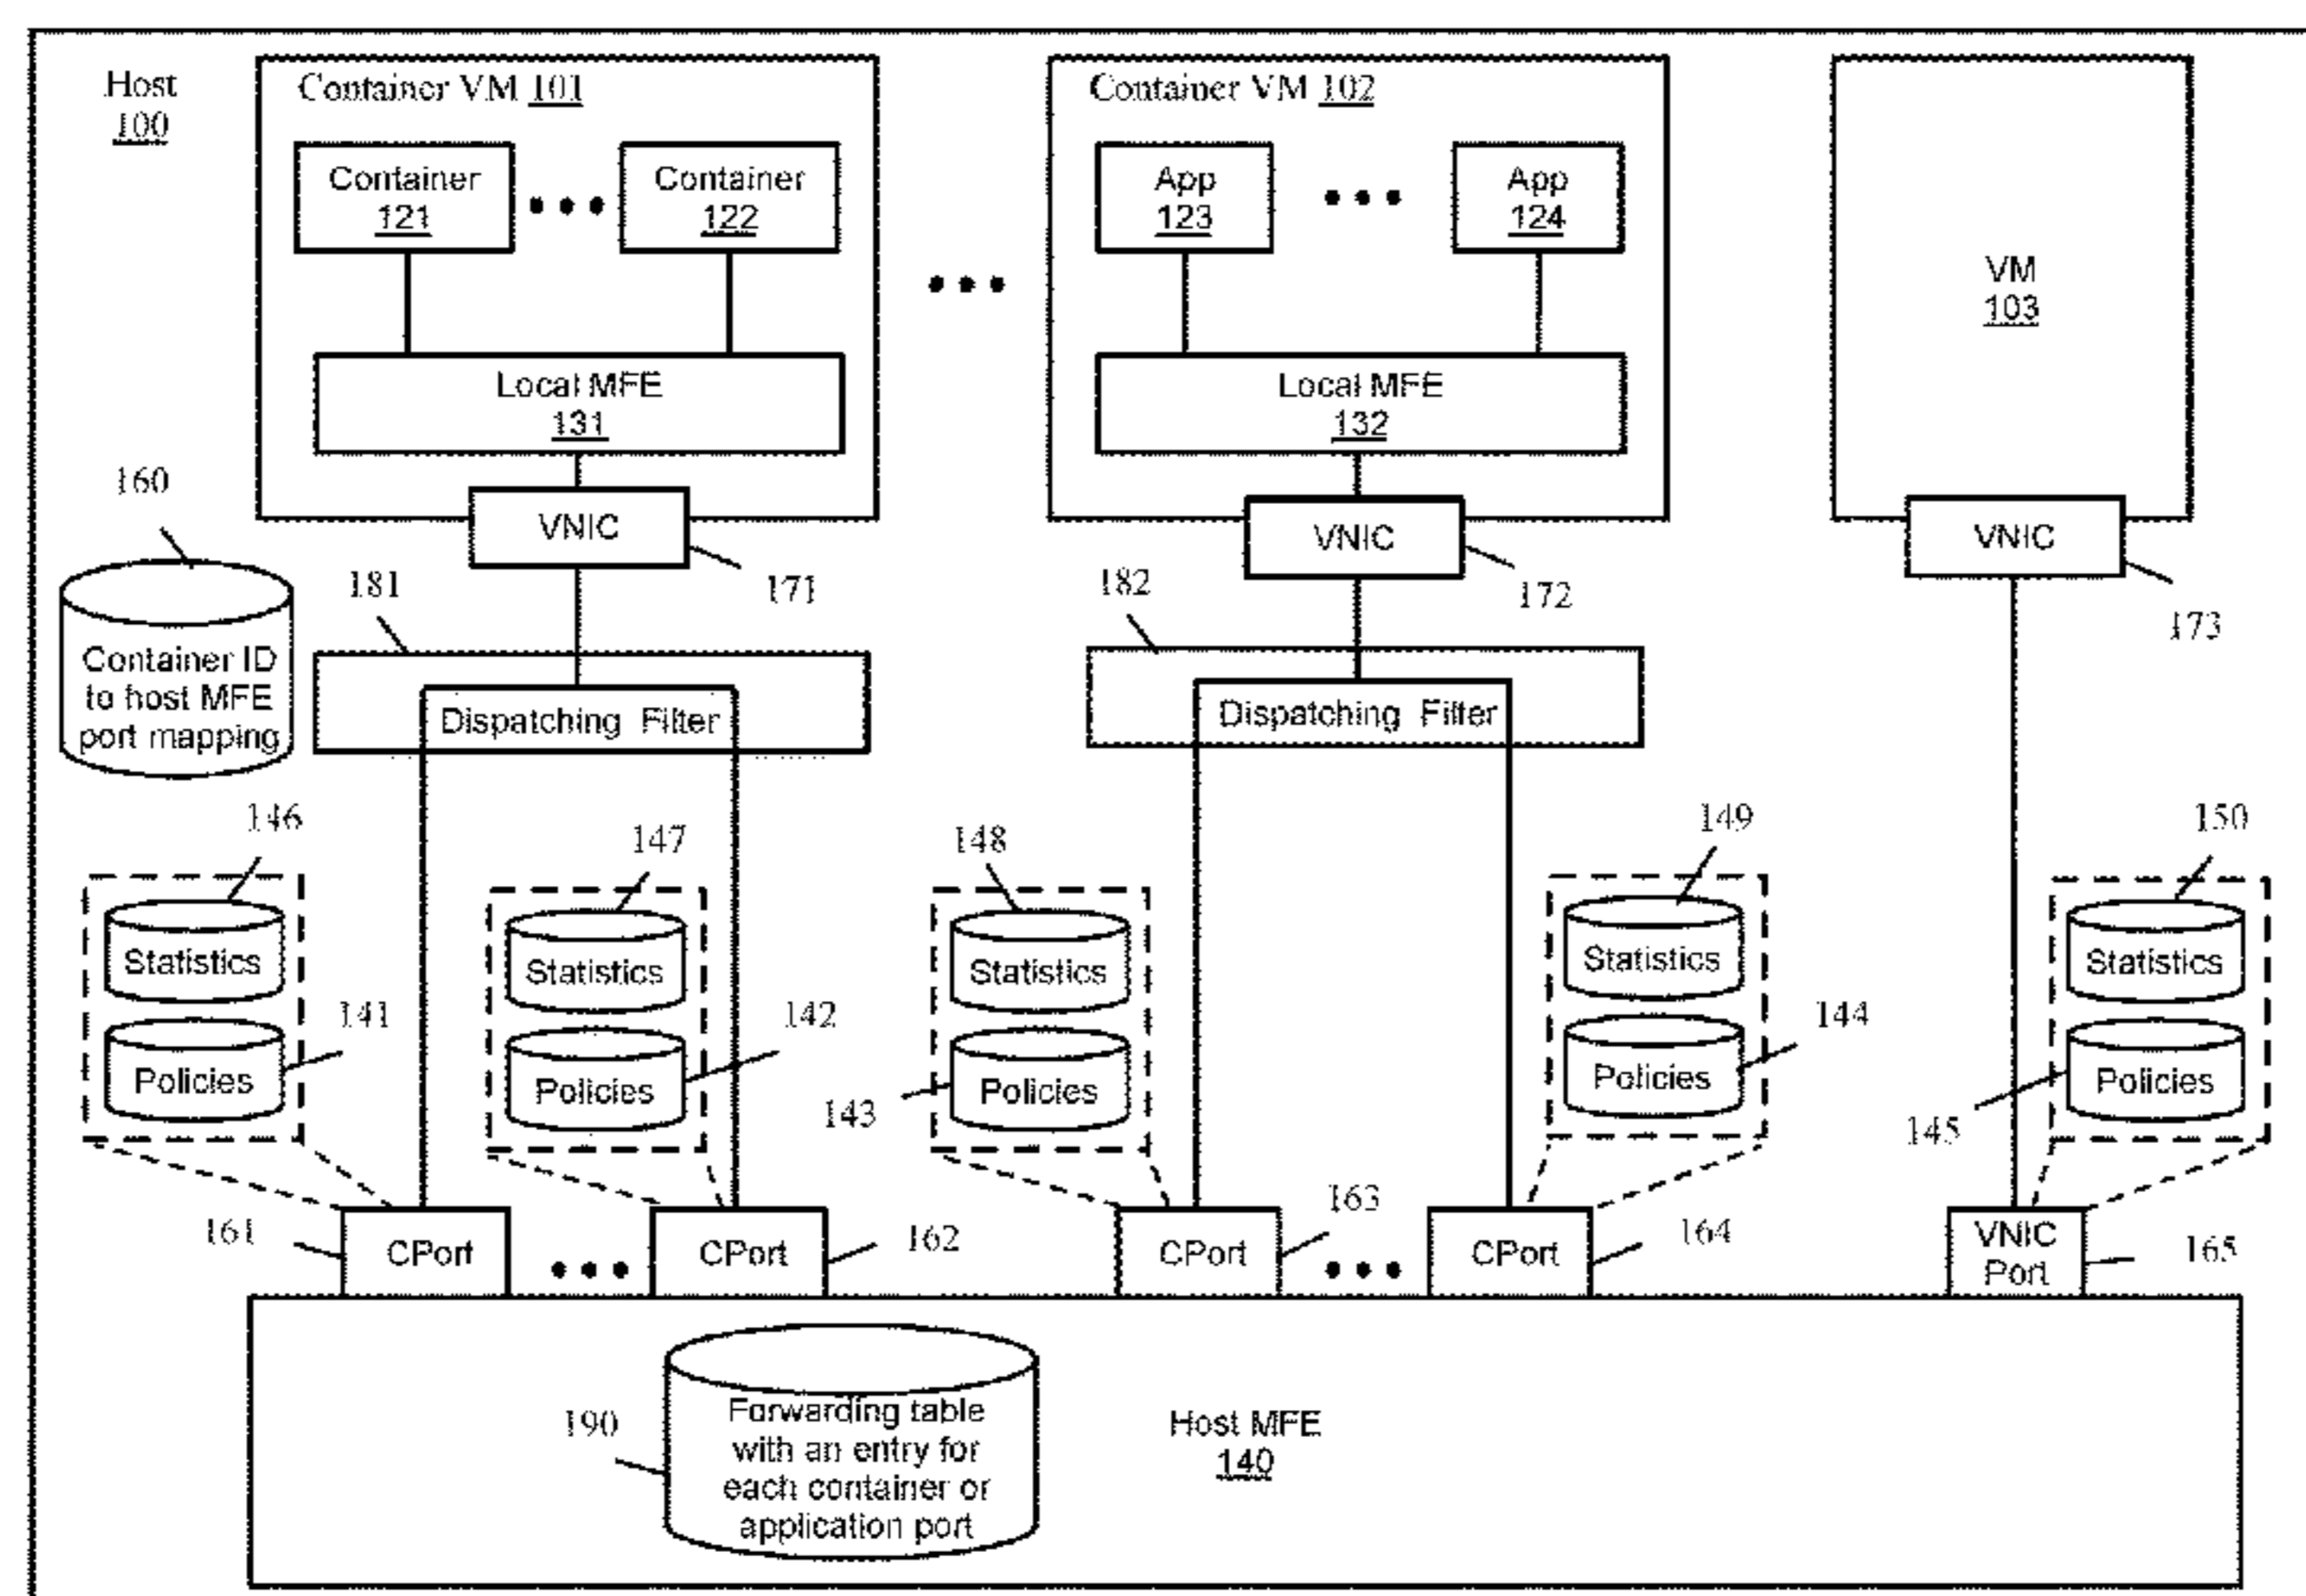 Host
100
Container VM 101
Container
121
Container
122
Local MFE
131
VNIC
171
Container VM 102
App
123
App
124
Local MFE
132
VNIC
172
VM
103
VNIC
173
160
Container ID
to host MFE
port mapping
181
Dispatching Filter
182
Dispatching Filter
146
Statistics
141
Policies
147
Statistics
142
Policies
148
Statistics
143
Policies
149
Statistics
144
Policies
150
Statistics
145
Policies
161
CPort
162
CPort
163
CPort
164
CPort
165
VNIC
Port
190
Forwarding table
with an entry for
each container or
application port
Host MFE
140